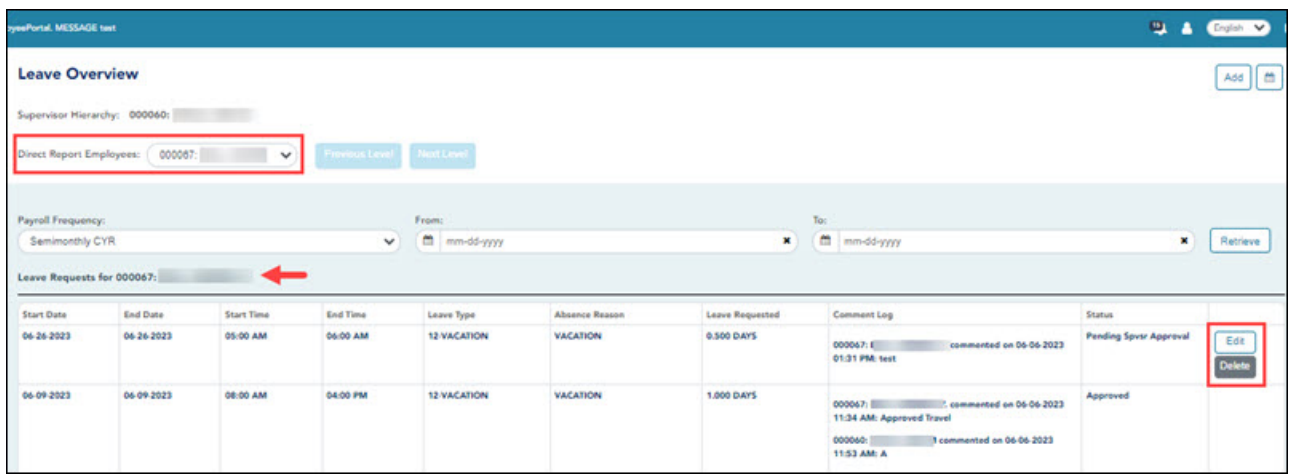 oyeePortal. MESSAGE test
15
English
Leave Overview
Add
Supervisor Hierarchy: 000060:
Direct Report Employees: 000067:
Previous Level
Next Level
Payroll Frequency: From: To:
Semimonthly CYR mm-dd-yyyy mm-dd-yyyy Retrieve
Leave Requests for 000067:
Start Date End Date Start Time End Time Leave Type Absence Reason Leave Requested Comment Log Status
06-26-2023 06-26-2023 05:00 AM 06:00 AM 12-VACATION VACATION 0.500 DAYS Pending Spvsr Approval
000067: commented on 06-06-2023
01:31 PM: test
Edit
Delete
06-09-2023 06-09-2023 08:00 AM 04:00 PM 12-VACATION VACATION 1.000 DAYS Approved
000067: commented on 06-06-2023
11:34 AM: Approved Travel
000060: commented on 06-06-2023
11:53 AM: A